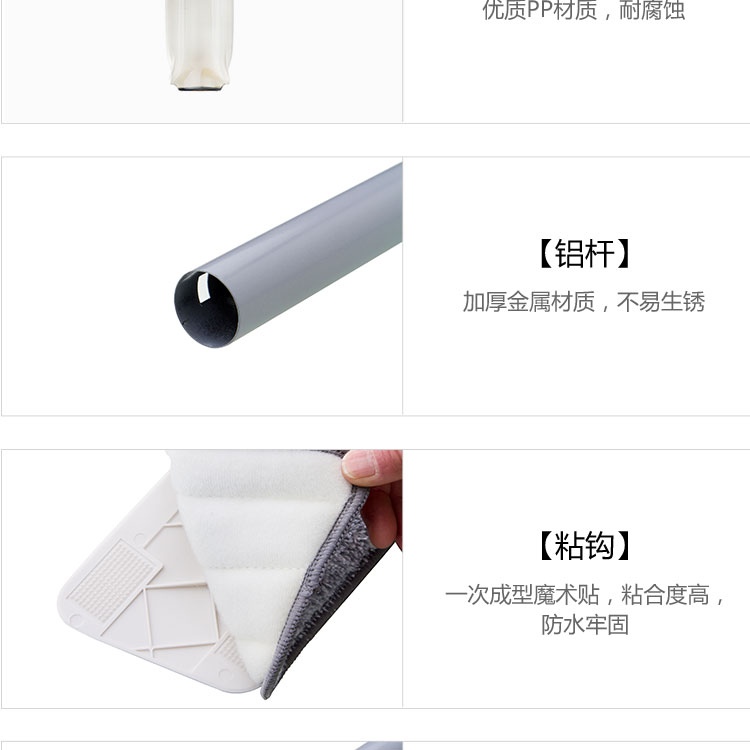 优质PP材质，耐腐蚀
【铝杆】
加厚金属材质，不易生锈
【粘钩】
一次成型魔术贴，粘合度高，
防水牢固